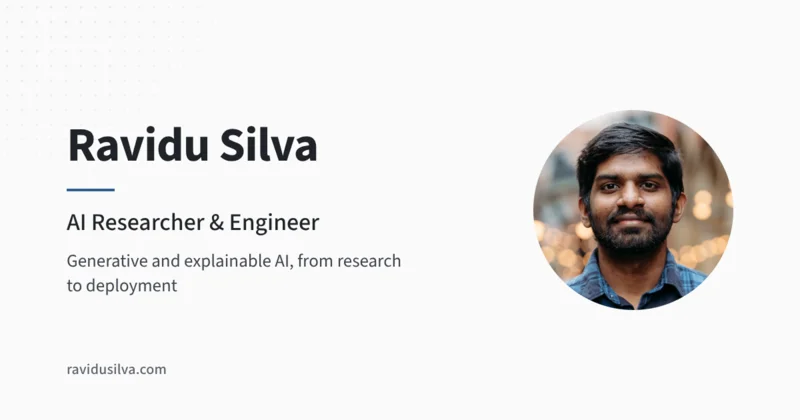 Ravidu Silva
AI Researcher & Engineer
Generative and explainable AI, from research
to deployment
ravidusilva.com